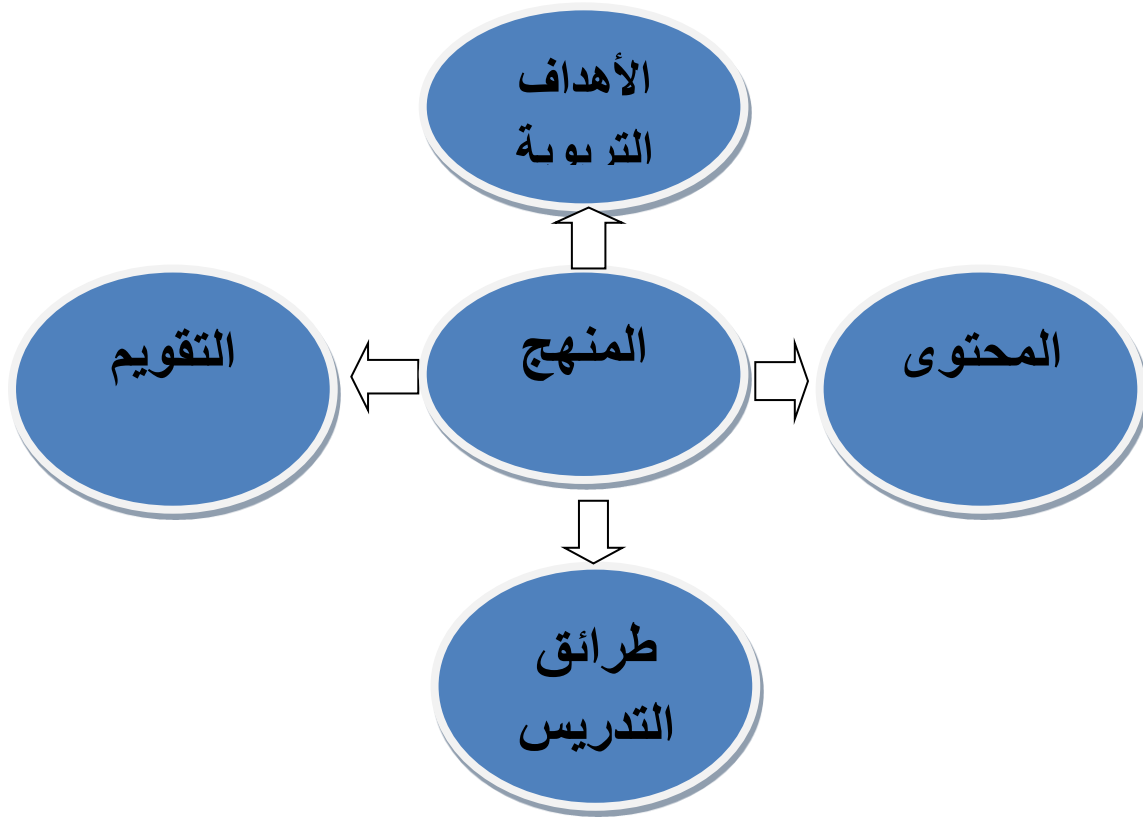 الأهداف
التربوية
المحتوى
المنهج
التقويم
طرائق
التدريس